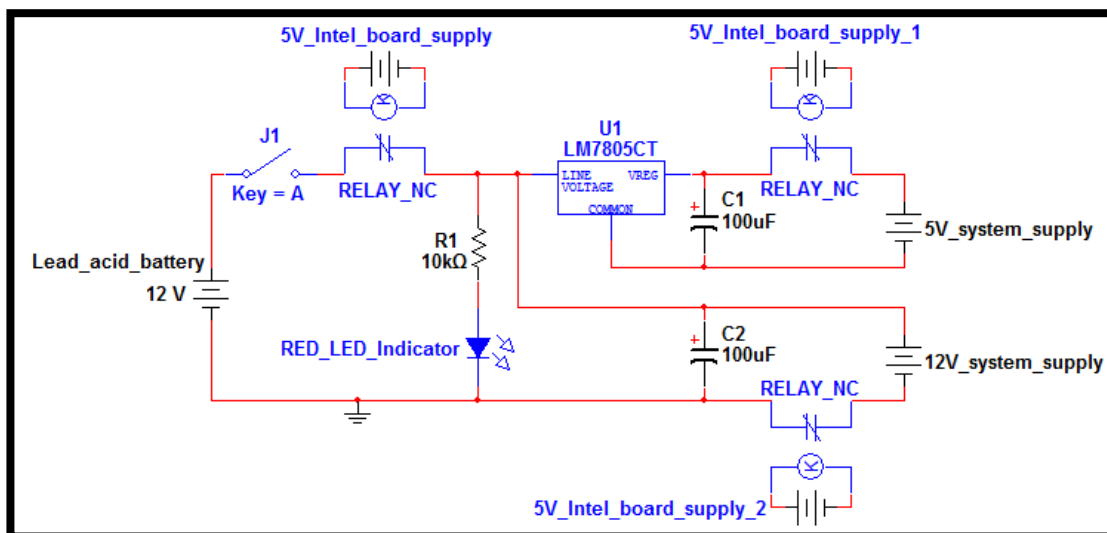 5V_Intel_board_supply
5V_Intel_board_supply_1
K
K
J1
Key = A
RELAY_NC
U1
LM7805CT
LINE VREG
VOLTAGE
COMMON
RELAY_NC
+
C1
100uF
5V_system_supply
R1
10kΩ
Lead_acid_battery
12 V
RED_LED_Indicator
+
C2
100uF
12V_system_supply
RELAY_NC
K
5V_Intel_board_supply_2